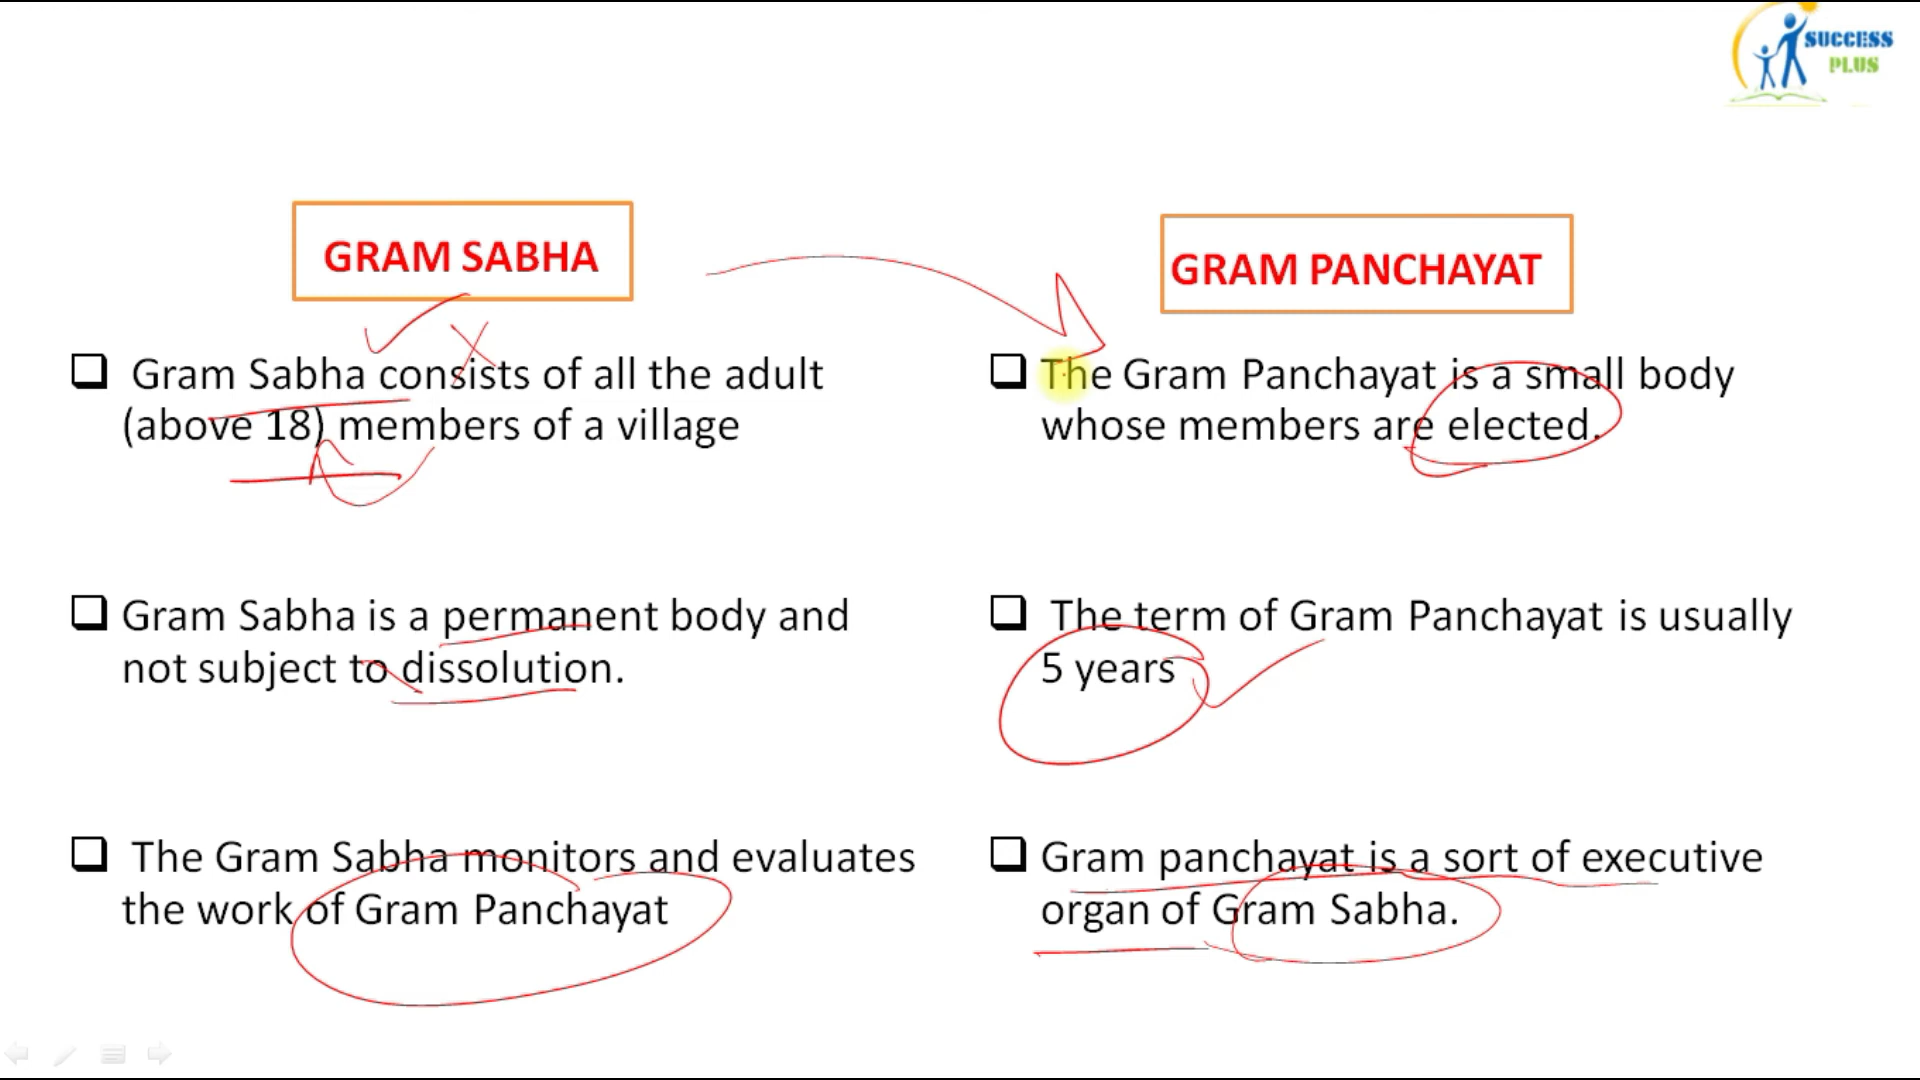 SUCCESS
PLUS
GRAM SABHA
Gram Sabha consists of all the adult
(above 18) members of a village
Gram Sabha is a permanent body and
not subject to dissolution.
The Gram Sabha monitors and evaluates
the work of Gram Panchayat
GRAM PANCHAYAT
The Gram Panchayat is a small body
whose members are elected.
The term of Gram Panchayat is usually
5 years
Gram panchayat is a sort of executive
organ of Gram Sabha.